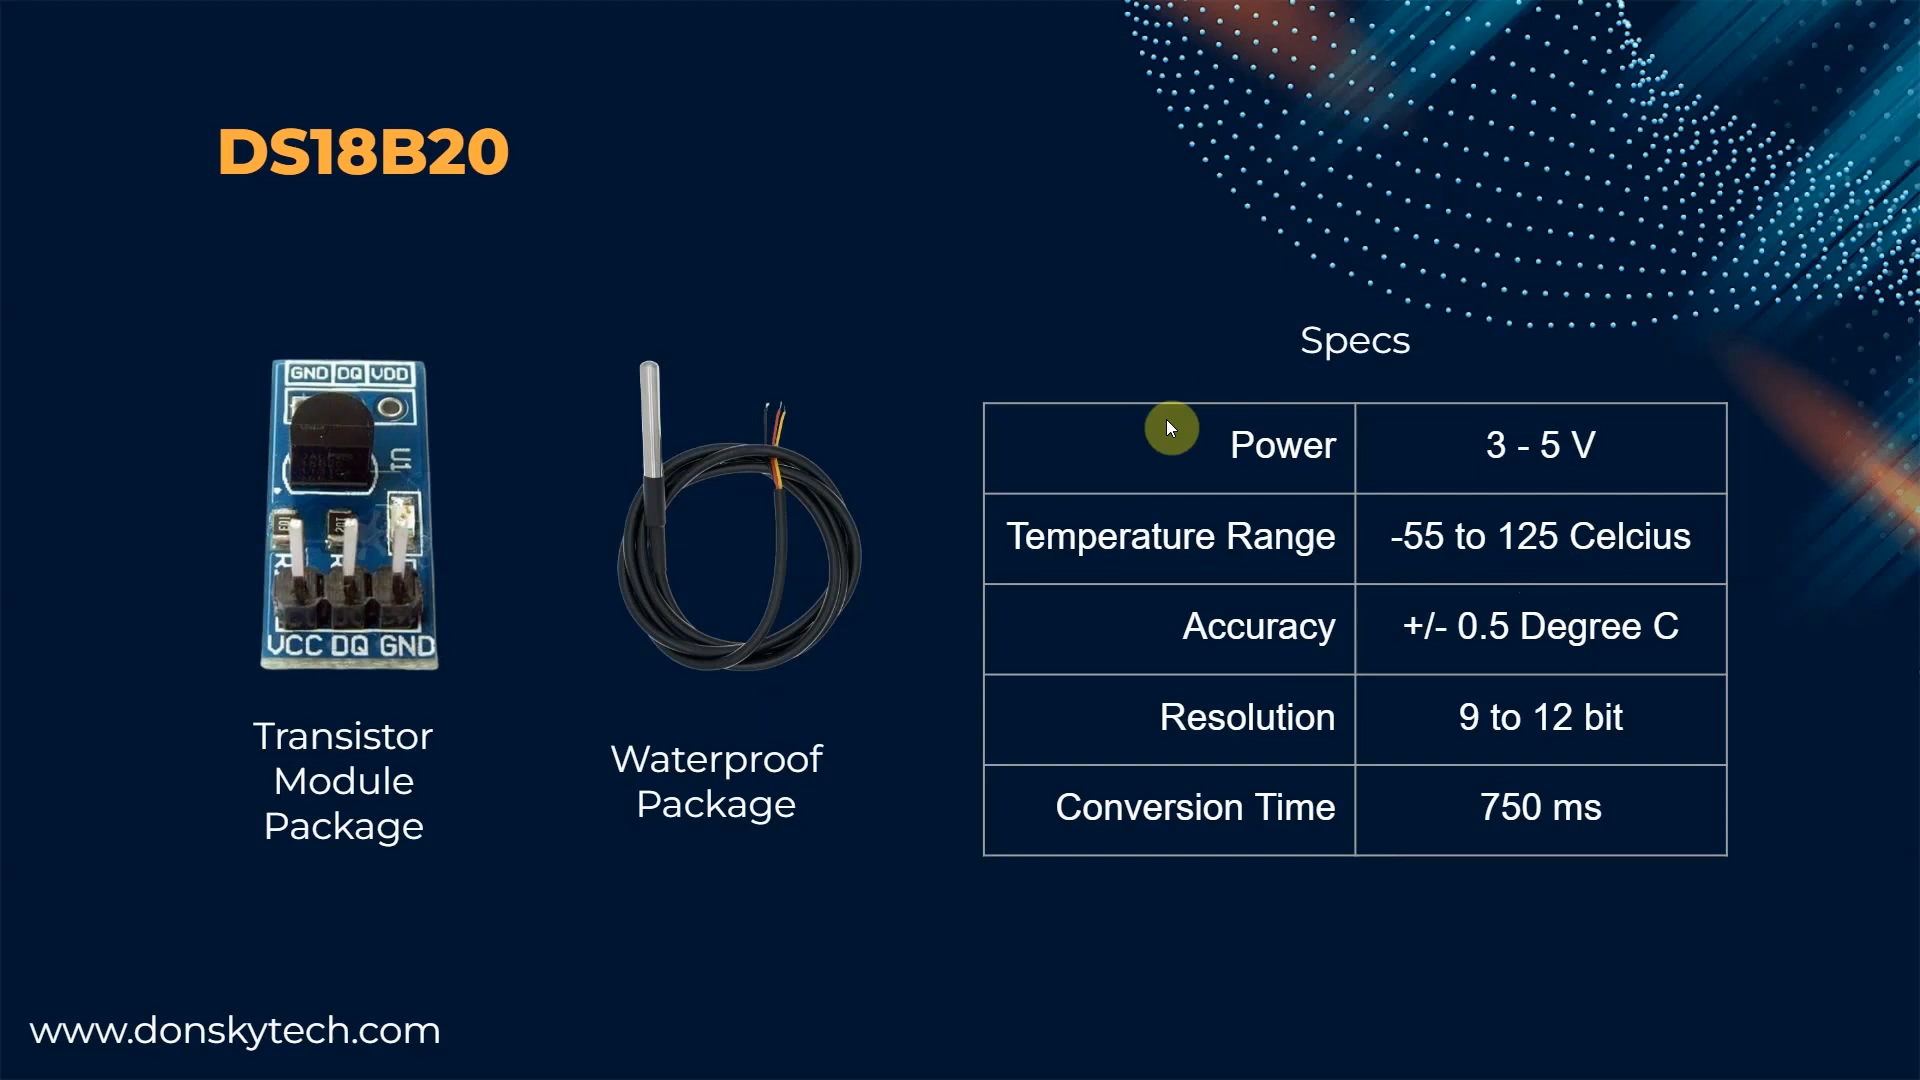 DS18B20
GND DQ VDD
U1
VCC DQ GND
Transistor
Module
Package
Waterproof
Package
Specs
Power 3 - 5 V
Temperature Range -55 to 125 Celcius
Accuracy +/- 0.5 Degree C
Resolution 9 to 12 bit
Conversion Time 750 ms
www.donskytech.com